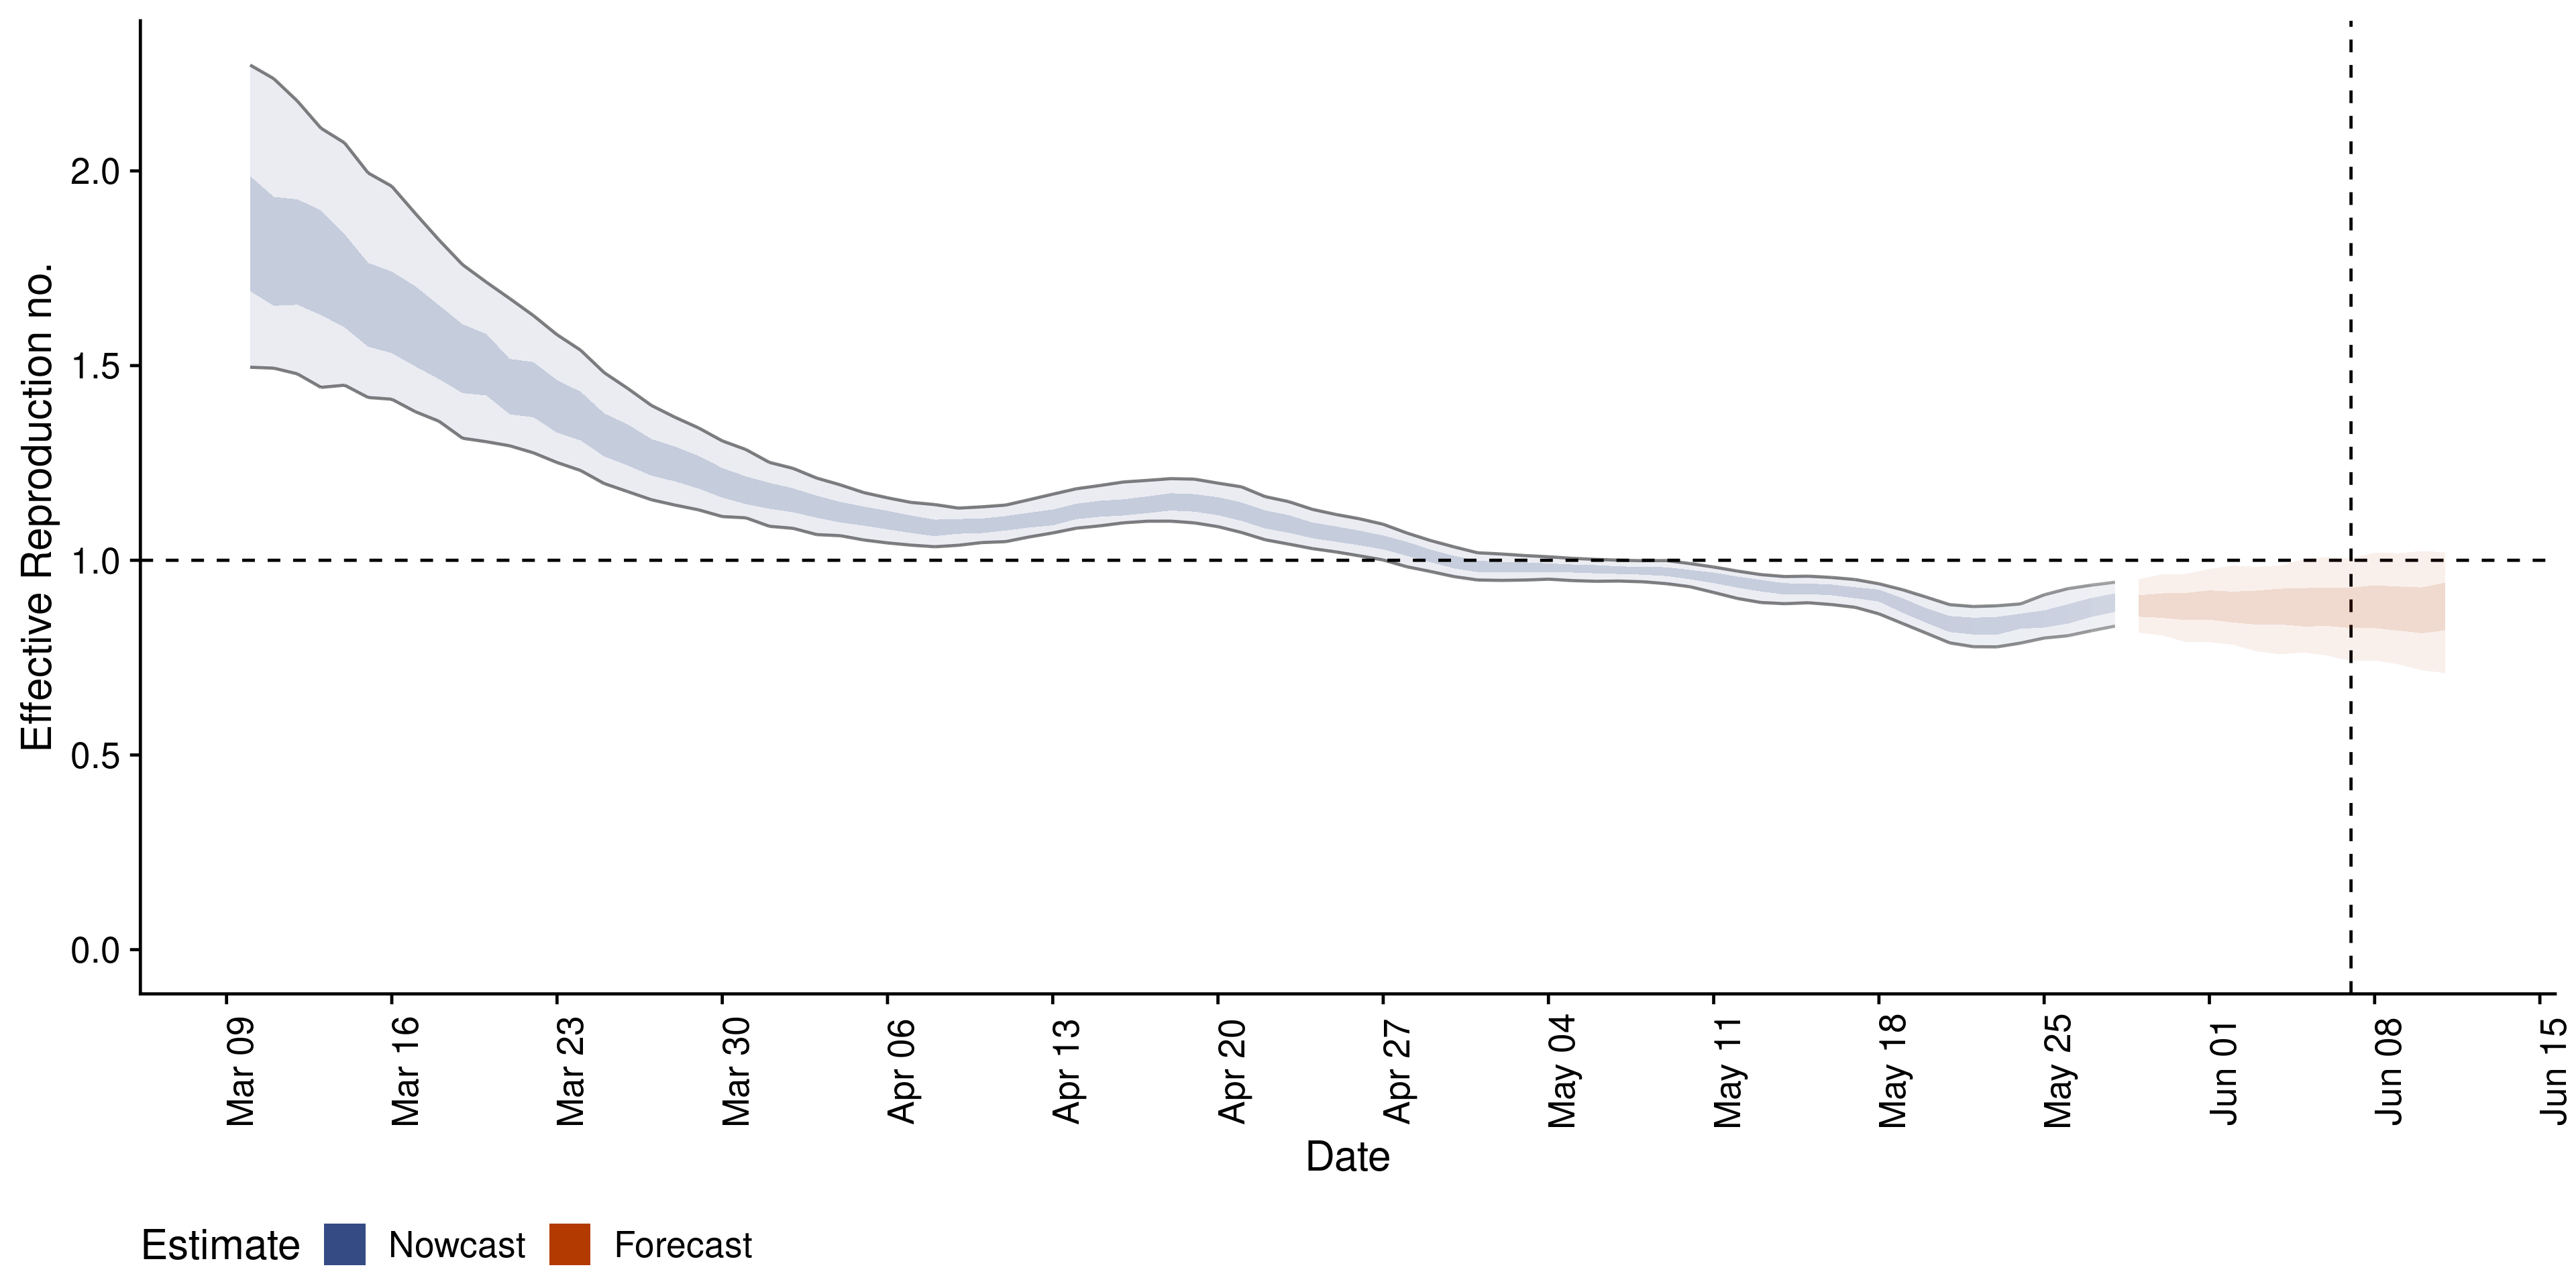 Effective Reproduction no.
2.0
1.5
1.0
0.5
0.0
Mar 09
Mar 16
Mar 23
Mar 30
Apr 06
Apr 13
Apr 20
Apr 27
May 04
May 11
May 18
May 25
Jun 01
Jun 08
Jun 15
Date
Estimate Nowcast Forecast